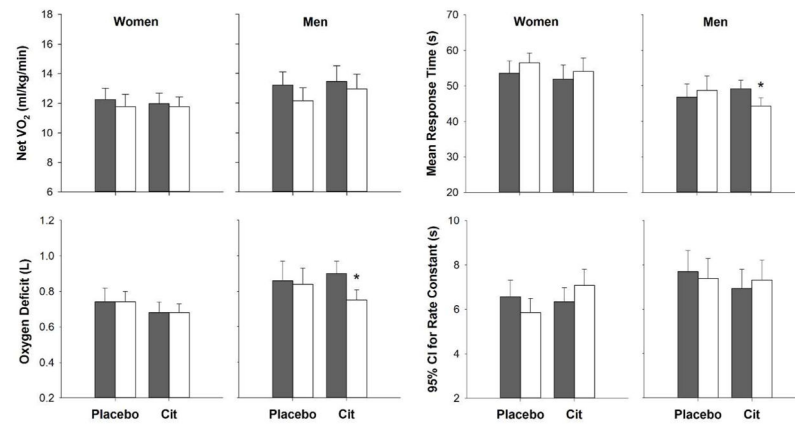 Women
Men
Net VO2 (ml/kg/min)
18
16
14
12
10
8
6
Women
Men
Mean Response Time (s)
70
60
50
40
30
20
*
Oxygen Deficit (L)
1.2
1.0
0.8
0.6
0.4
0.2
*
Placebo Cit
Placebo Cit
95% CI for Rate Constant (s)
10
8
6
4
2
Placebo Cit
Placebo Cit